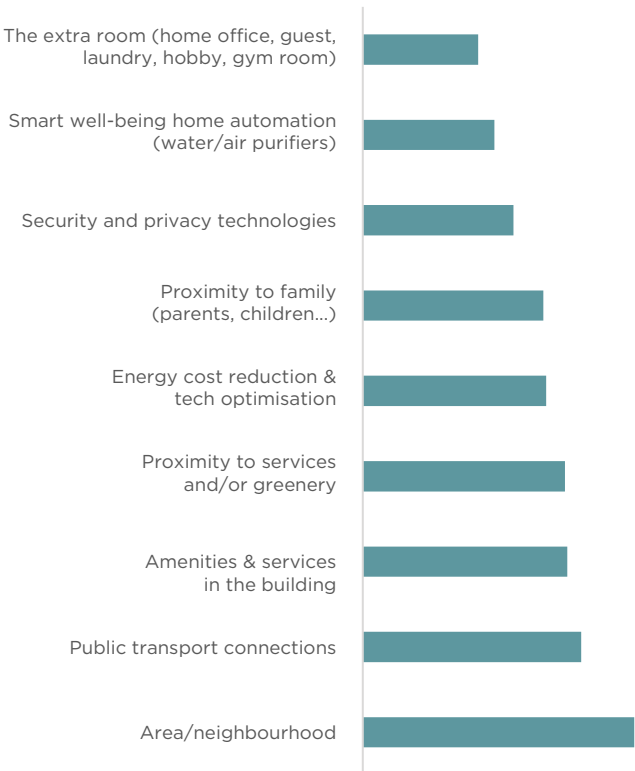 The extra room (home office, guest,
laundry, hobby, gym room)
Smart well-being home automation
(water/air purifiers)
Security and privacy technologies
Proximity to family
(parents, children...)
Energy cost reduction &
tech optimisation
Proximity to services
and/or greenery
Amenities & services
in the building
Public transport connections
Area/neighbourhood